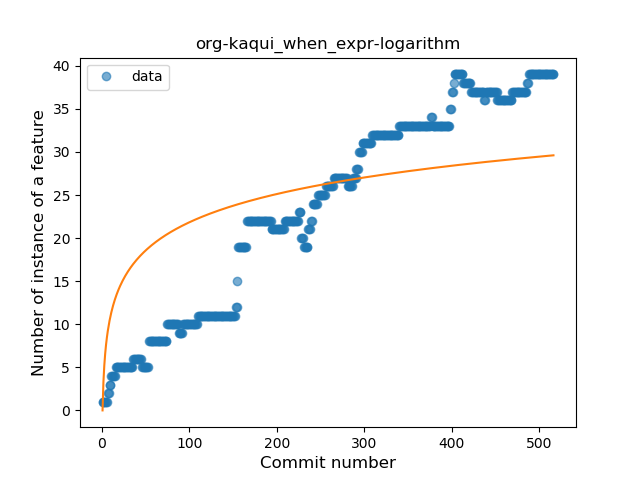 org-kaqui_when_expr-logarithm
data
Number of instance of a feature
40
35
30
25
20
15
10
5
0
0 100 200 300 400 500
Commit number